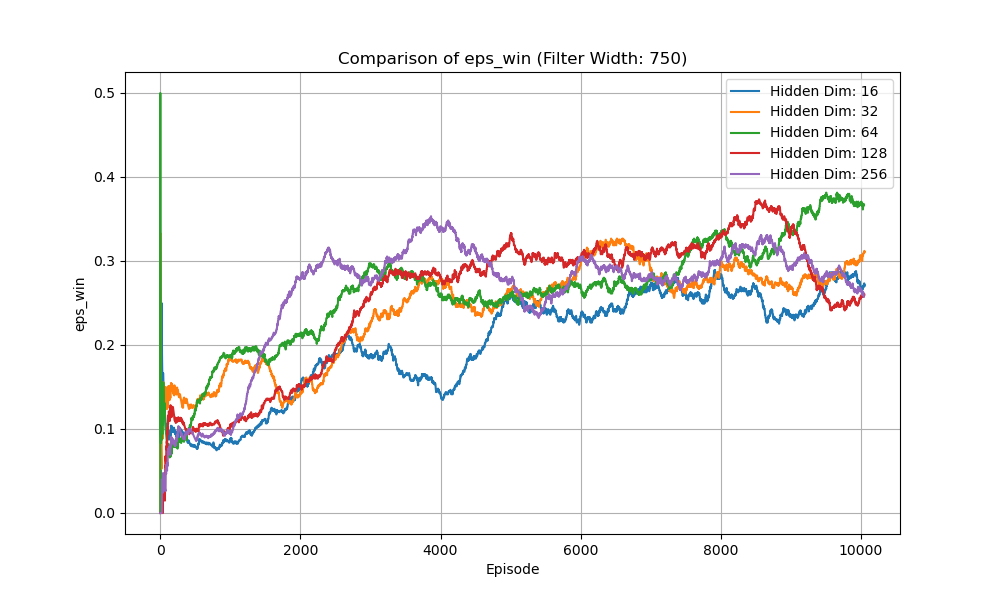 Comparison of eps_win (Filter Width: 750)
Hidden Dim: 16
Hidden Dim: 32
Hidden Dim: 64
Hidden Dim: 128
Hidden Dim: 256
eps_win
0.5
0.4
0.3
0.2
0.1
0.0
0
2000
4000
6000
8000
10000
Episode